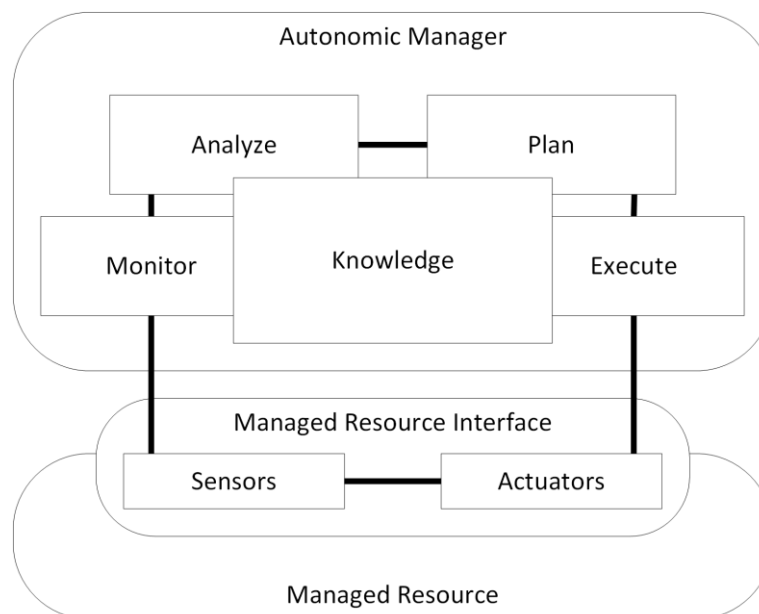 Autonomic Manager
Analyze
Plan
Monitor
Knowledge
Execute
Managed Resource Interface
Sensors
Actuators
Managed Resource